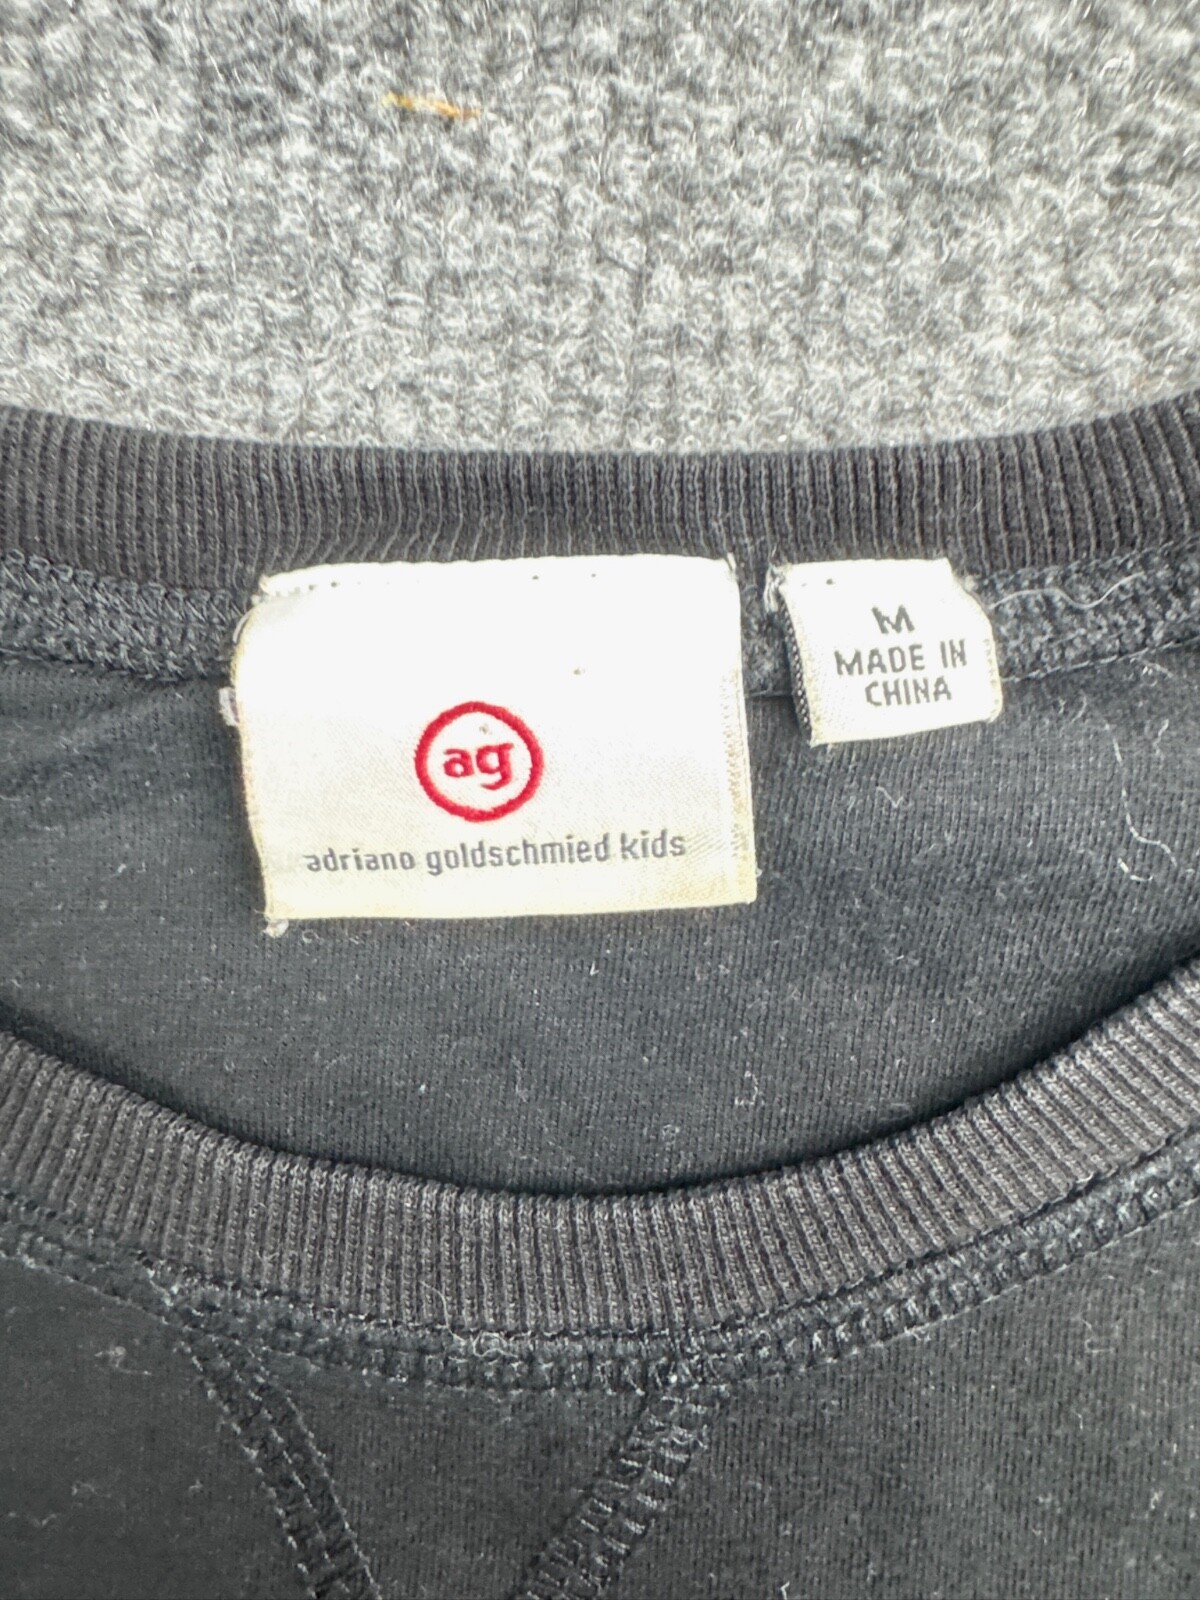 ag
adriano goldschmied kids
M
MADE IN
CHINA